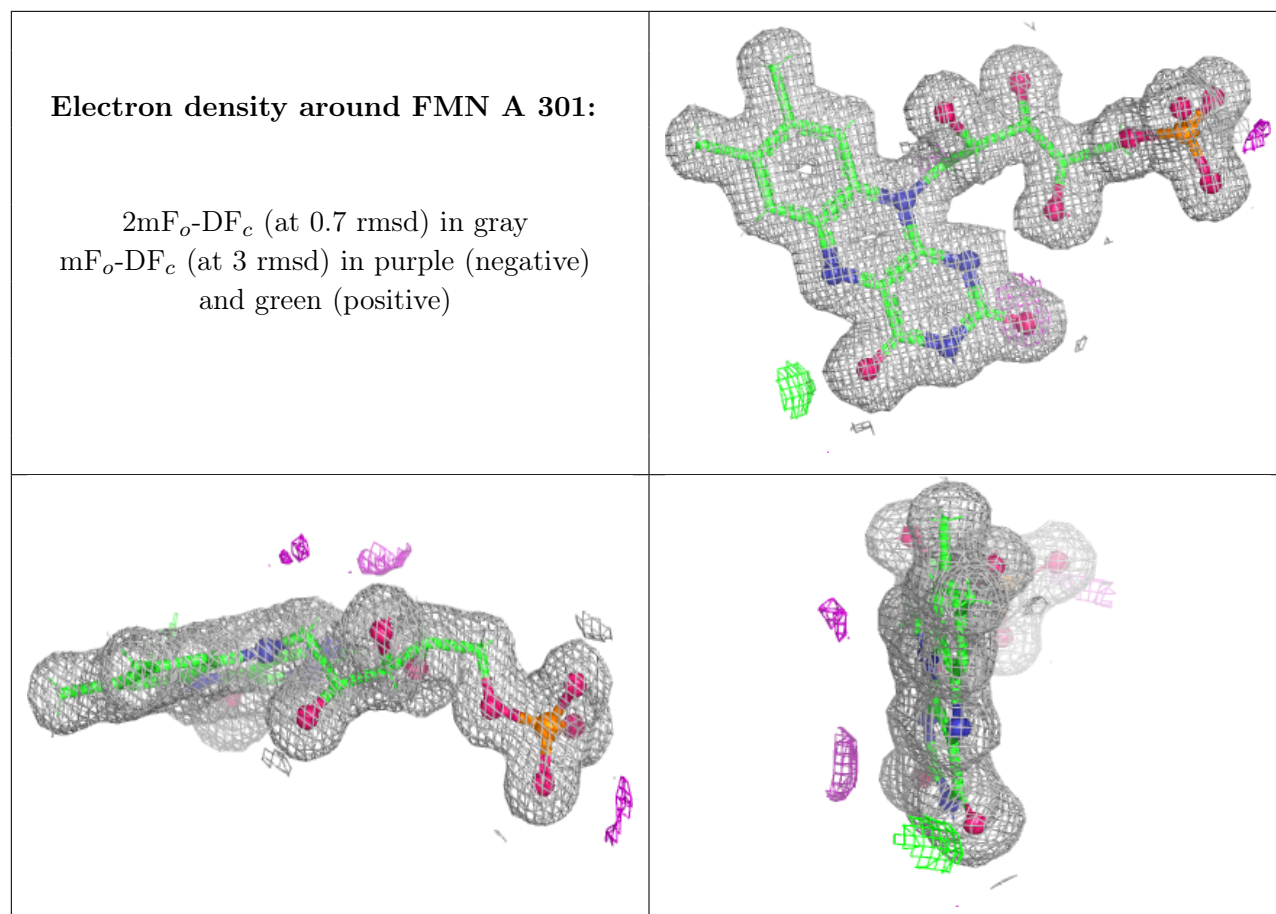 Electron density around FMN A 301:
2mFo-DFc (at 0.7 rmsd) in gray
mFo-DFc (at 3 rmsd) in purple (negative)
and green (positive)